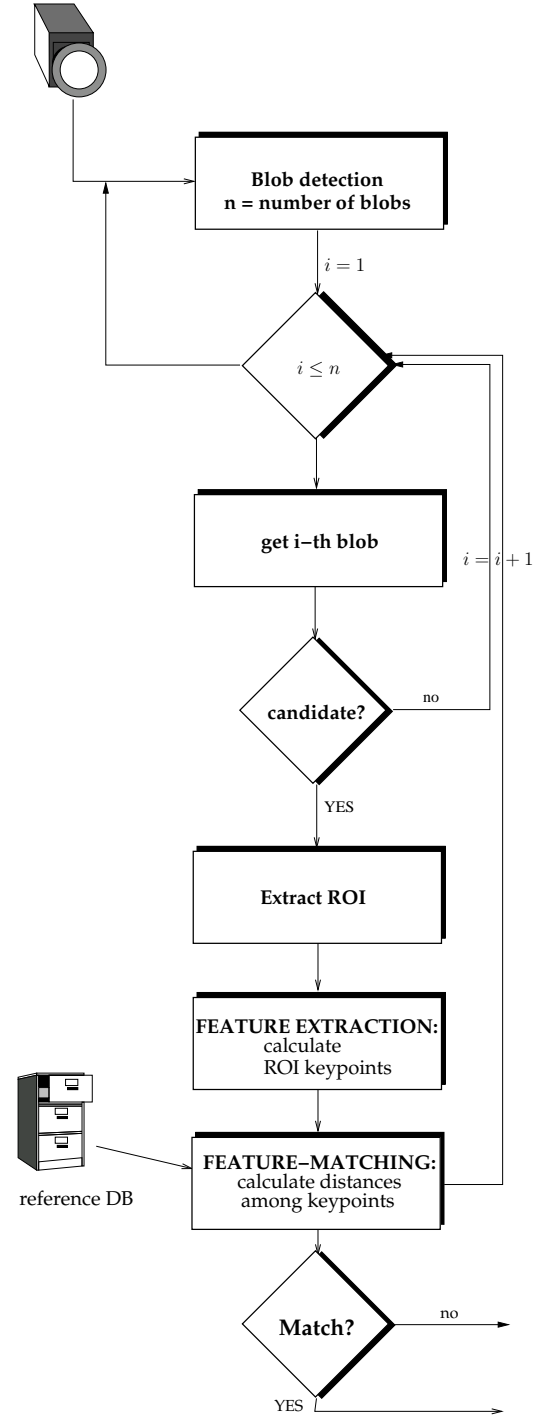 Blob detection
n = number of blobs
i = 1
i ≤ n
get i−th blob
i = i + 1
candidate?
no
YES
Extract ROI
FEATURE EXTRACTION:
calculate
ROI keypoints
FEATURE−MATCHING:
calculate distances
among keypoints
reference DB
Match?
no
YES